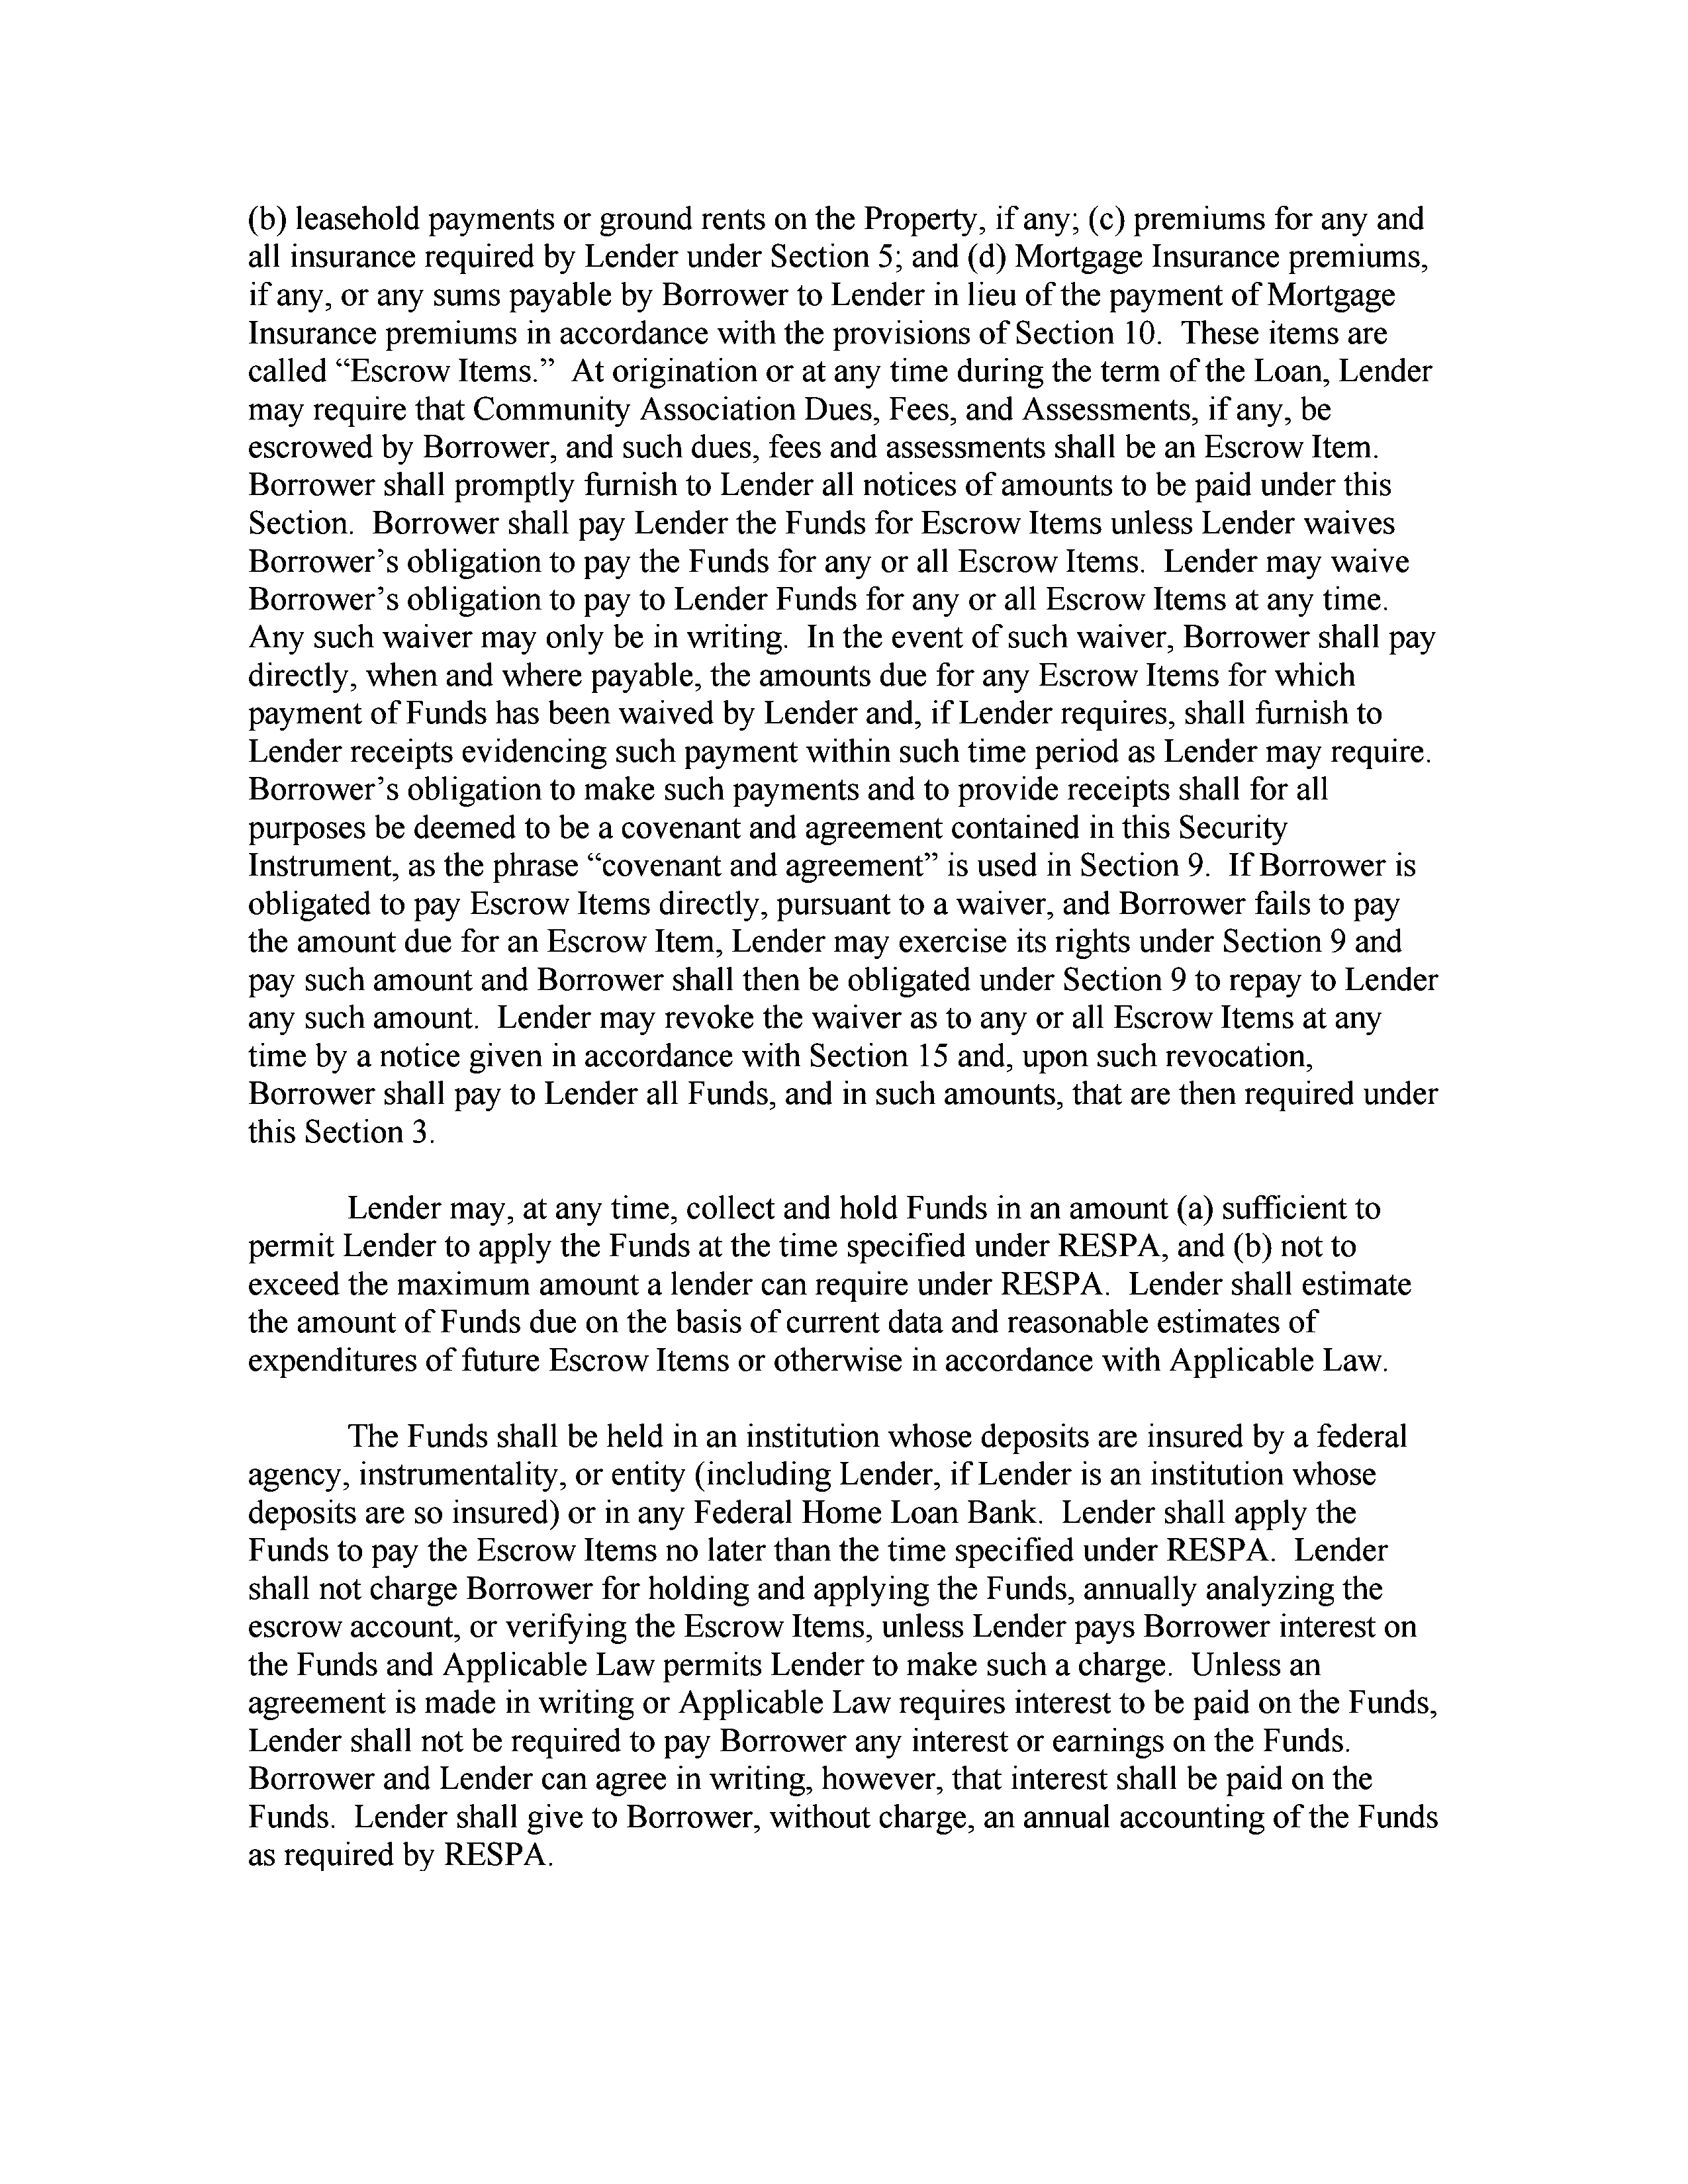 (b) leasehold payments or ground rents on the Property, if any; (c) premiums for any and
all insurance required by Lender under Section 5; and (d) Mortgage Insurance premiums,
if any, or any sums payable by Borrower to Lender in lieu of the payment of Mortgage
Insurance premiums in accordance with the provisions of Section 10.  These items are
called “Escrow Items.”  At origination or at any time during the term of the Loan, Lender
may require that Community Association Dues, Fees, and Assessments, if any, be
escrowed by Borrower, and such dues, fees and assessments shall be an Escrow Item.
Borrower shall promptly furnish to Lender all notices of amounts to be paid under this
Section.  Borrower shall pay Lender the Funds for Escrow Items unless Lender waives
Borrower’s obligation to pay the Funds for any or all Escrow Items.  Lender may waive
Borrower’s obligation to pay to Lender Funds for any or all Escrow Items at any time.
Any such waiver may only be in writing.  In the event of such waiver, Borrower shall pay
directly, when and where payable, the amounts due for any Escrow Items for which
payment of Funds has been waived by Lender and, if Lender requires, shall furnish to
Lender receipts evidencing such payment within such time period as Lender may require.
Borrower’s obligation to make such payments and to provide receipts shall for all
purposes be deemed to be a covenant and agreement contained in this Security
Instrument, as the phrase “covenant and agreement” is used in Section 9.  If Borrower is
obligated to pay Escrow Items directly, pursuant to a waiver, and Borrower fails to pay
the amount due for an Escrow Item, Lender may exercise its rights under Section 9 and
pay such amount and Borrower shall then be obligated under Section 9 to repay to Lender
any such amount.  Lender may revoke the waiver as to any or all Escrow Items at any
time by a notice given in accordance with Section 15 and, upon such revocation,
Borrower shall pay to Lender all Funds, and in such amounts, that are then required under
this Section 3.
Lender may, at any time, collect and hold Funds in an amount (a) sufficient to
permit Lender to apply the Funds at the time specified under RESPA, and (b) not to
exceed the maximum amount a lender can require under RESPA.  Lender shall estimate
the amount of Funds due on the basis of current data and reasonable estimates of
expenditures of future Escrow Items or otherwise in accordance with Applicable Law.
The Funds shall be held in an institution whose deposits are insured by a federal
agency, instrumentality, or entity (including Lender, if Lender is an institution whose
deposits are so insured) or in any Federal Home Loan Bank.  Lender shall apply the
Funds to pay the Escrow Items no later than the time specified under RESPA.  Lender
shall not charge Borrower for holding and applying the Funds, annually analyzing the
escrow account, or verifying the Escrow Items, unless Lender pays Borrower interest on
the Funds and Applicable Law permits Lender to make such a charge.  Unless an
agreement is made in writing or Applicable Law requires interest to be paid on the Funds,
Lender shall not be required to pay Borrower any interest or earnings on the Funds.
Borrower and Lender can agree in writing, however, that interest shall be paid on the
Funds.  Lender shall give to Borrower, without charge, an annual accounting of the Funds
as required by RESPA.